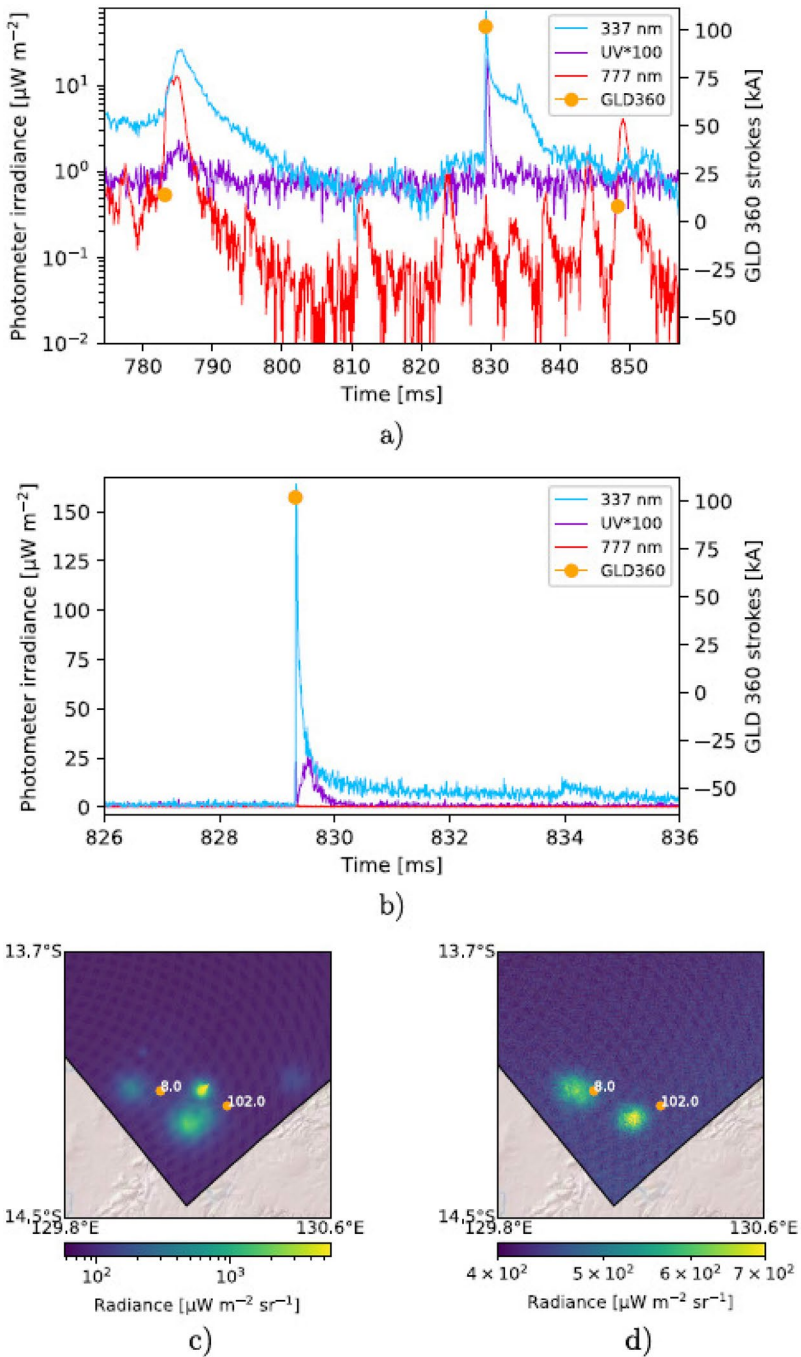 Photometer irradiance [µW m⁻²]
10¹
10⁰
10⁻¹
10⁻²
337 nm
UV*100
777 nm
GLD360
100
75
50
25
0
−25
−50
GLD 360 strokes [kA]
780 790 800 810 820 830 840 850
Time [ms]
a)
Photometer irradiance [µW m⁻²]
150
125
100
75
50
25
0
337 nm
UV*100
777 nm
GLD360
100
75
50
25
0
−25
−50
GLD 360 strokes [kA]
826 828 830 832 834 836
Time [ms]
b)
13.7°S
8.0
102.0
14.5°S
129.8°E 130.6°E
10² 10³
Radiance [µW m⁻² sr⁻¹]
c)
13.7°S
8.0
102.0
14.5°S
129.8°E 130.6°E
4 × 10² 5 × 10² 6 × 10² 7 × 10²
Radiance [µW m⁻² sr⁻¹]
d)